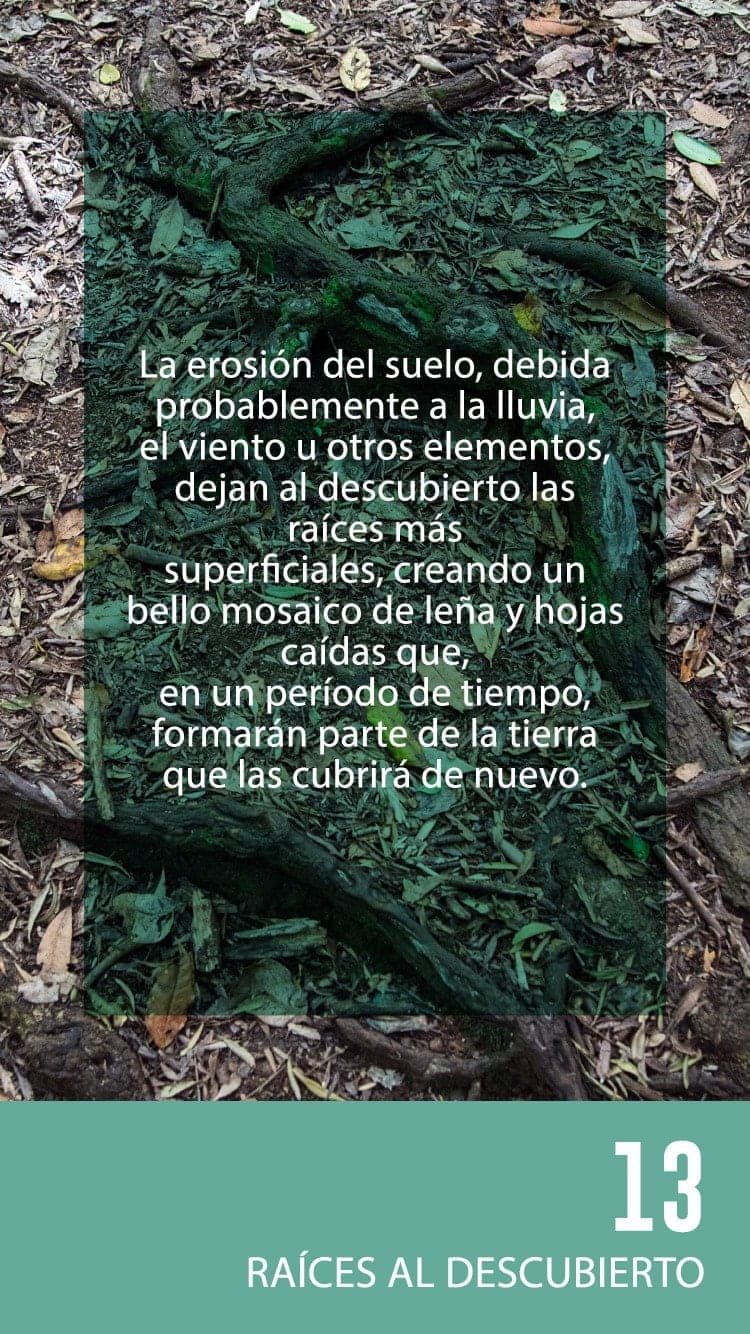 La erosión del suelo, debida
probablemente a la lluvia,
el viento u otros elementos,
dejan al descubierto las
raíces más
superficiales, creando un
bello mosaico de leña y hojas
caídas que,
en un período de tiempo,
formarán parte de la tierra
que las cubrirá de nuevo.
13
RAÍCES AL DESCUBIERTO